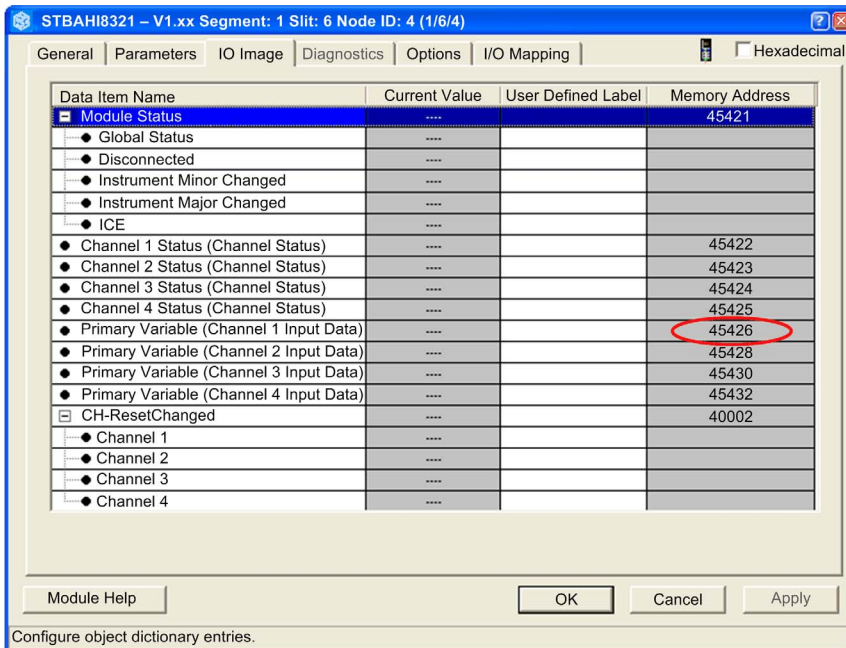 STBAHI8321 – V1.xx Segment: 1 Slit: 6 Node ID: 4 (1/6/4)
General Parameters IO Image Diagnostics Options I/O Mapping Hexadecimal
Data Item Name Current Value User Defined Label Memory Address
Module Status ---- 45421
Global Status ----
Disconnected ----
Instrument Minor Changed ----
Instrument Major Changed ----
ICE ----
Channel 1 Status (Channel Status) ---- 45422
Channel 2 Status (Channel Status) ---- 45423
Channel 3 Status (Channel Status) ---- 45424
Channel 4 Status (Channel Status) ---- 45425
Primary Variable (Channel 1 Input Data) ---- 45426
Primary Variable (Channel 2 Input Data) ---- 45428
Primary Variable (Channel 3 Input Data) ---- 45430
Primary Variable (Channel 4 Input Data) ---- 45432
CH-ResetChanged ---- 40002
Channel 1 ----
Channel 2 ----
Channel 3 ----
Channel 4 ----
Module Help OK Cancel Apply
Configure object dictionary entries.